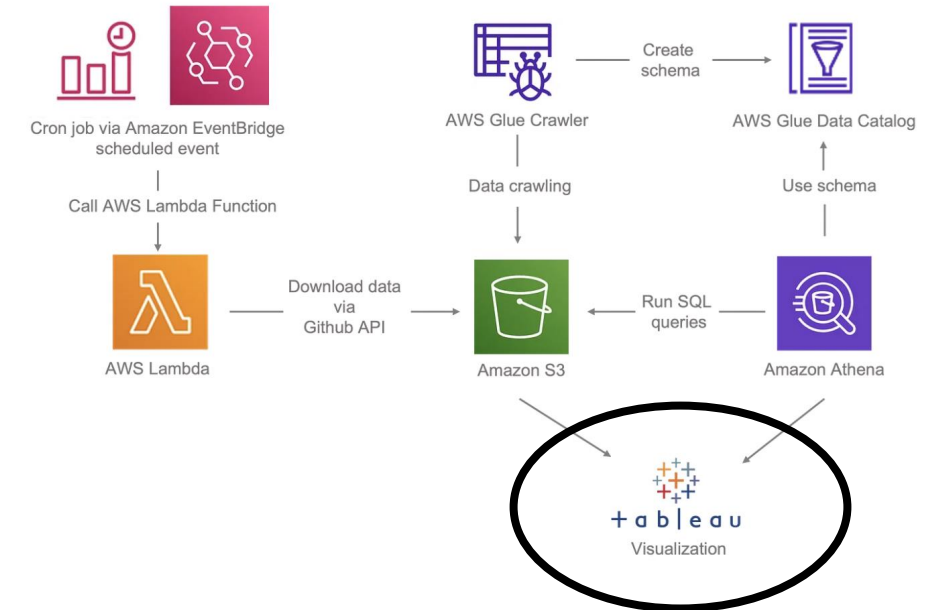 Cron job via Amazon EventBridge
scheduled event
AWS Glue Crawler
Create
schema
AWS Glue Data Catalog
Call AWS Lambda Function
Data crawling
Use schema
AWS Lambda
Download data
via
Github API
Amazon S3
Run SQL
queries
Amazon Athena
tableau
Visualization